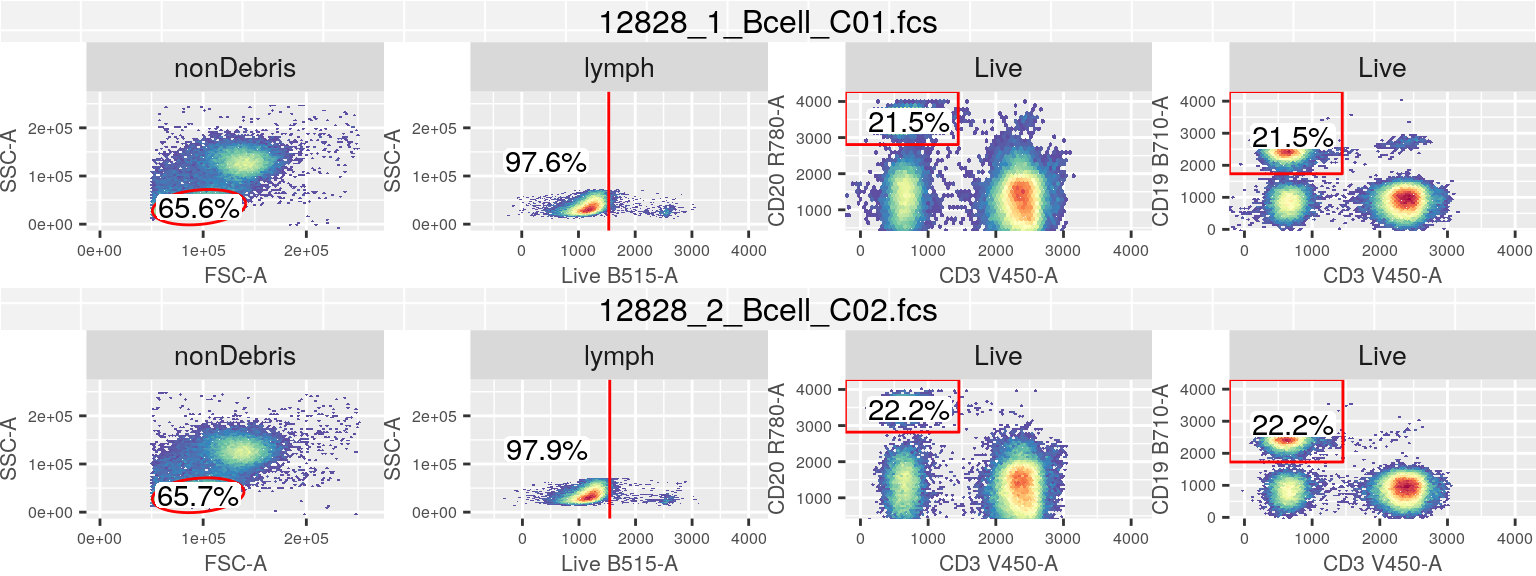 12828_1_Bcell_C01.fcs
nonDebris
lymph
Live
Live
SSC-A
2e+05
1e+05
0e+00
65.6%
0e+00 1e+05 2e+05
FSC-A
SSC-A
2e+05
1e+05
0e+00
97.6%
0 1000 2000 3000 4000
Live B515-A
CD20 R780-A
4000
3000
2000
1000
21.5%
0 1000 2000 3000 4000
CD3 V450-A
CD19 B710-A
4000
3000
2000
1000
0
21.5%
0 1000 2000 3000 4000
CD3 V450-A
12828_2_Bcell_C02.fcs
nonDebris
lymph
Live
Live
SSC-A
2e+05
1e+05
0e+00
65.7%
0e+00 1e+05 2e+05
FSC-A
SSC-A
2e+05
1e+05
0e+00
97.9%
0 1000 2000 3000 4000
Live B515-A
CD20 R780-A
4000
3000
2000
1000
22.2%
0 1000 2000 3000 4000
CD3 V450-A
CD19 B710-A
4000
3000
2000
1000
0
22.2%
0 1000 2000 3000 4000
CD3 V450-A